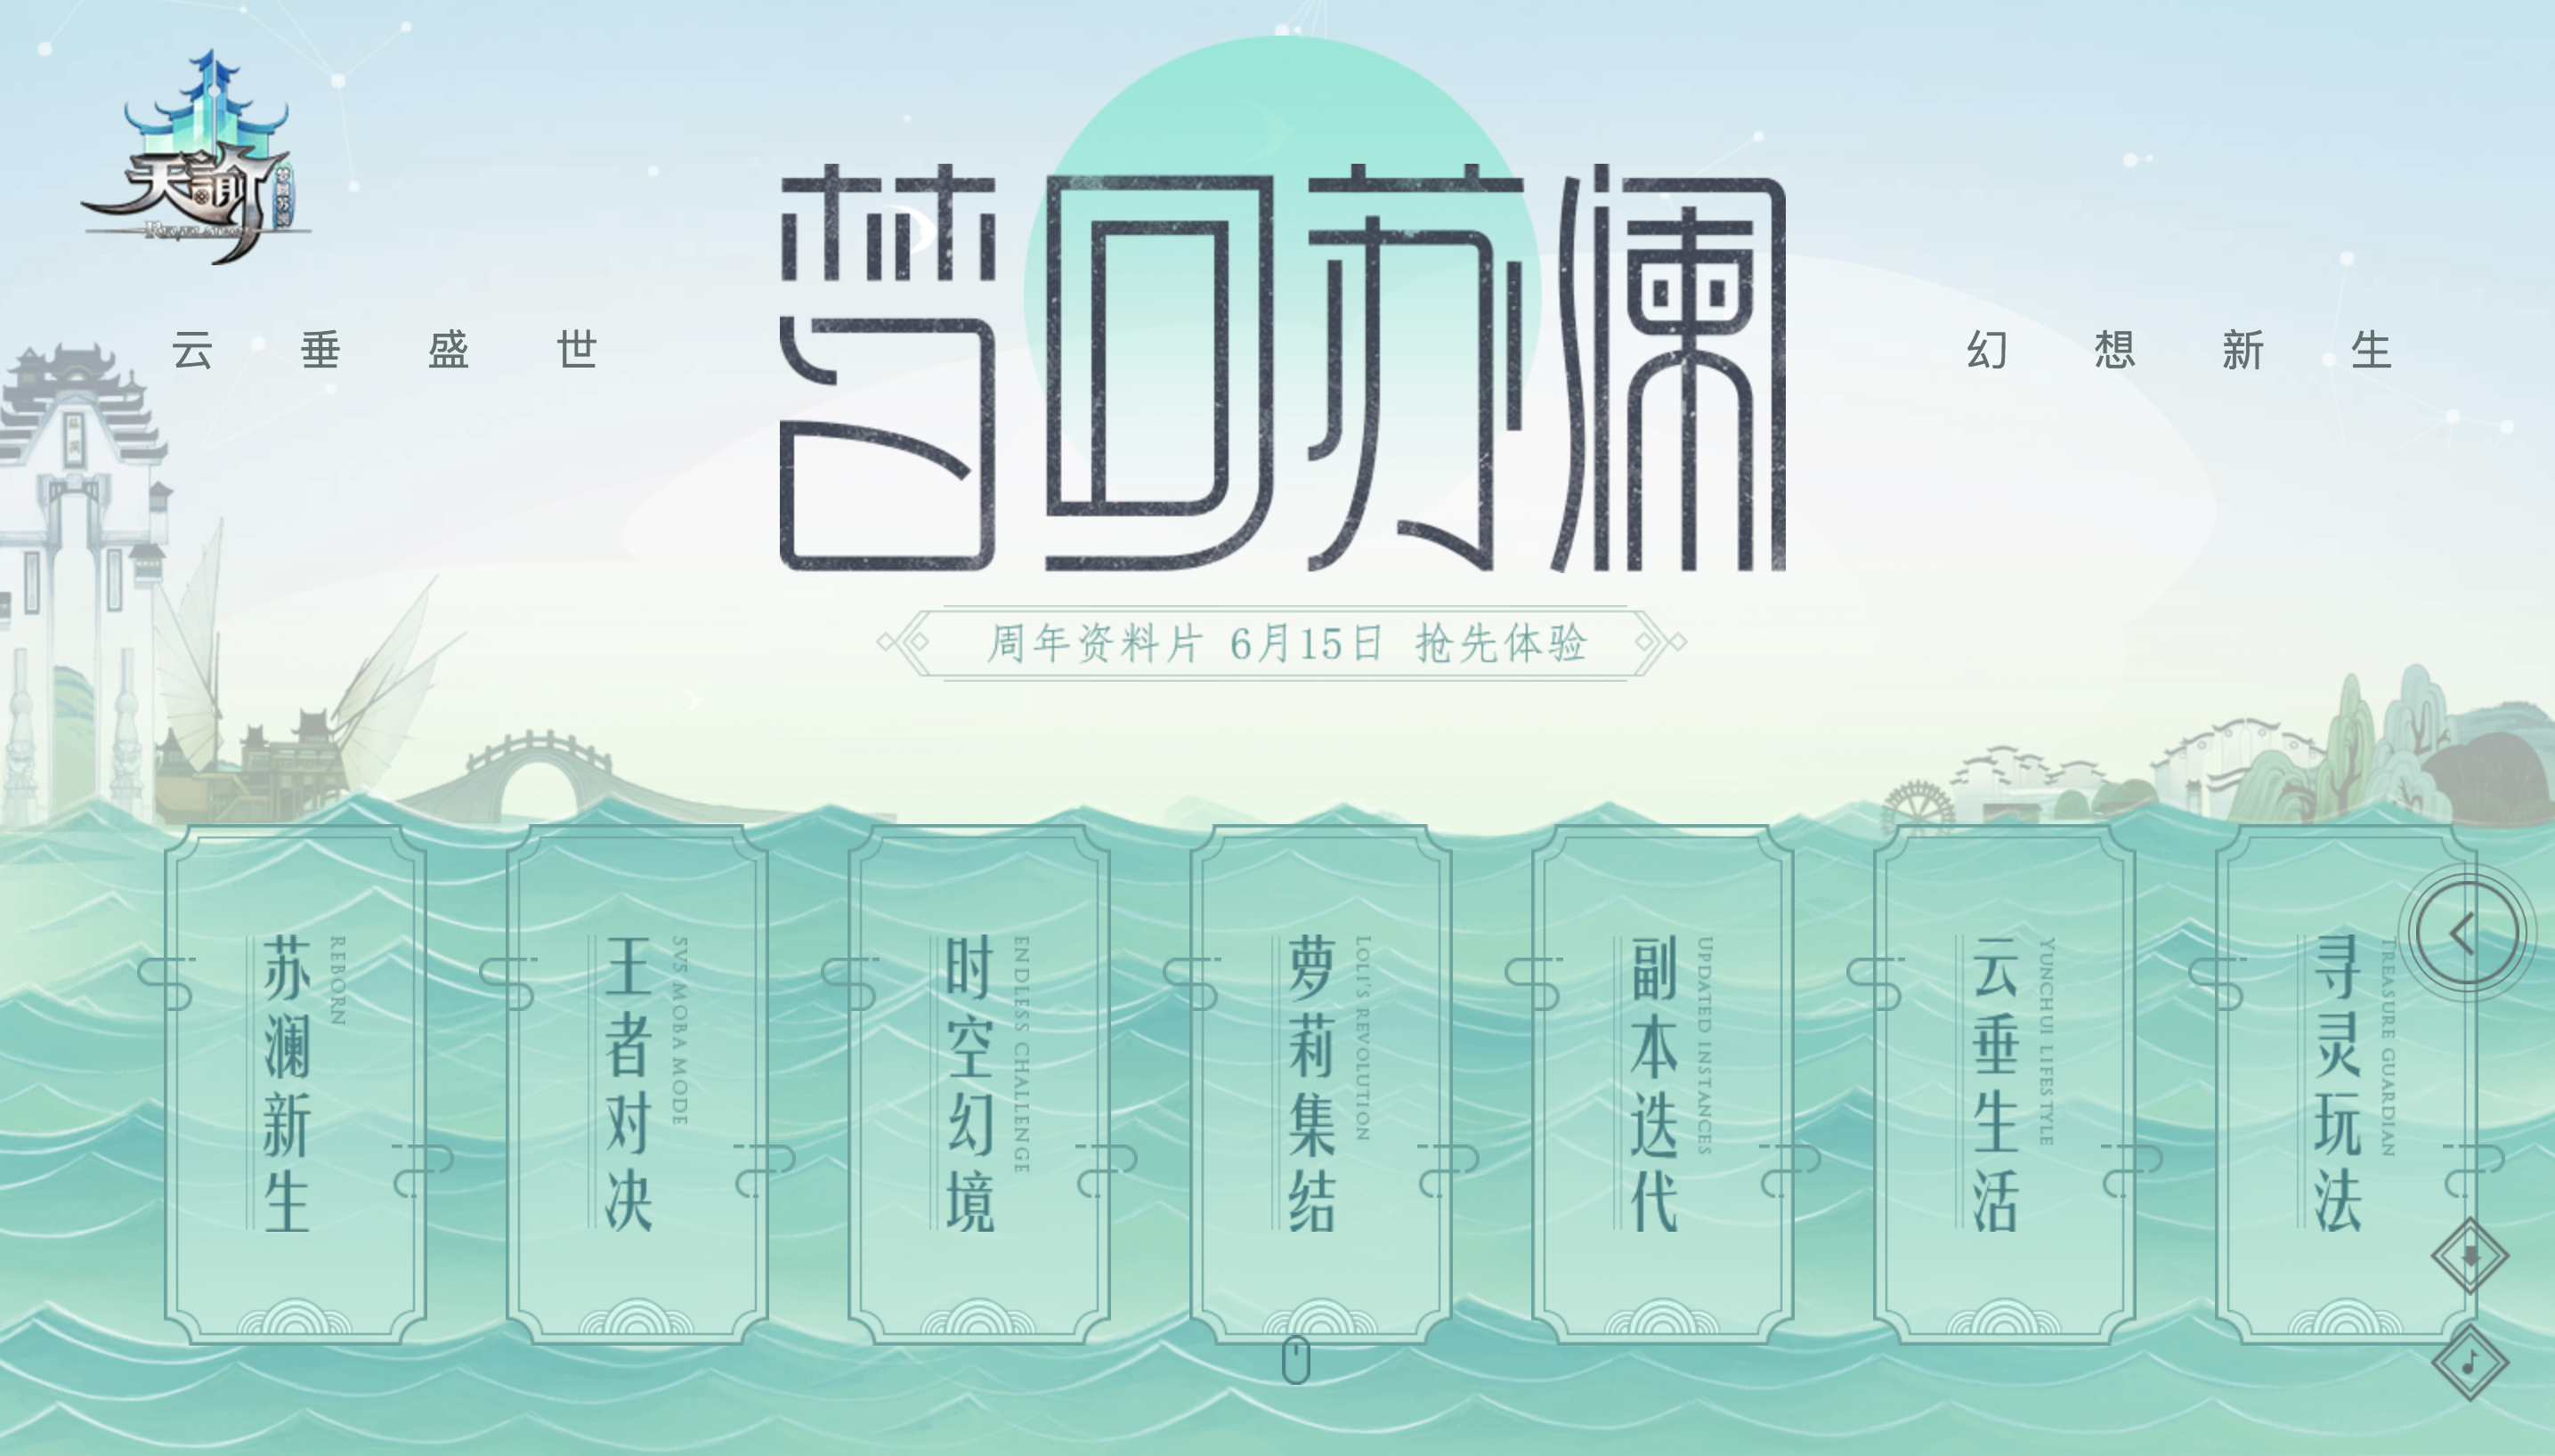 天諭
梦回苏澜
云垂盛世
幻想新生
周年资料片 6月15日 抢先体验
苏澜新生
REBORN
王者对决
5V5 MOBA MODE
时空幻境
ENDLESS CHALLENGE
萝莉集结
LOLI'S REVOLUTION
副本迭代
UPDATED INSTANCES
云垂生活
YUNCHUI LIFESTYLE
寻灵玩法
TREASURE GUARDIAN